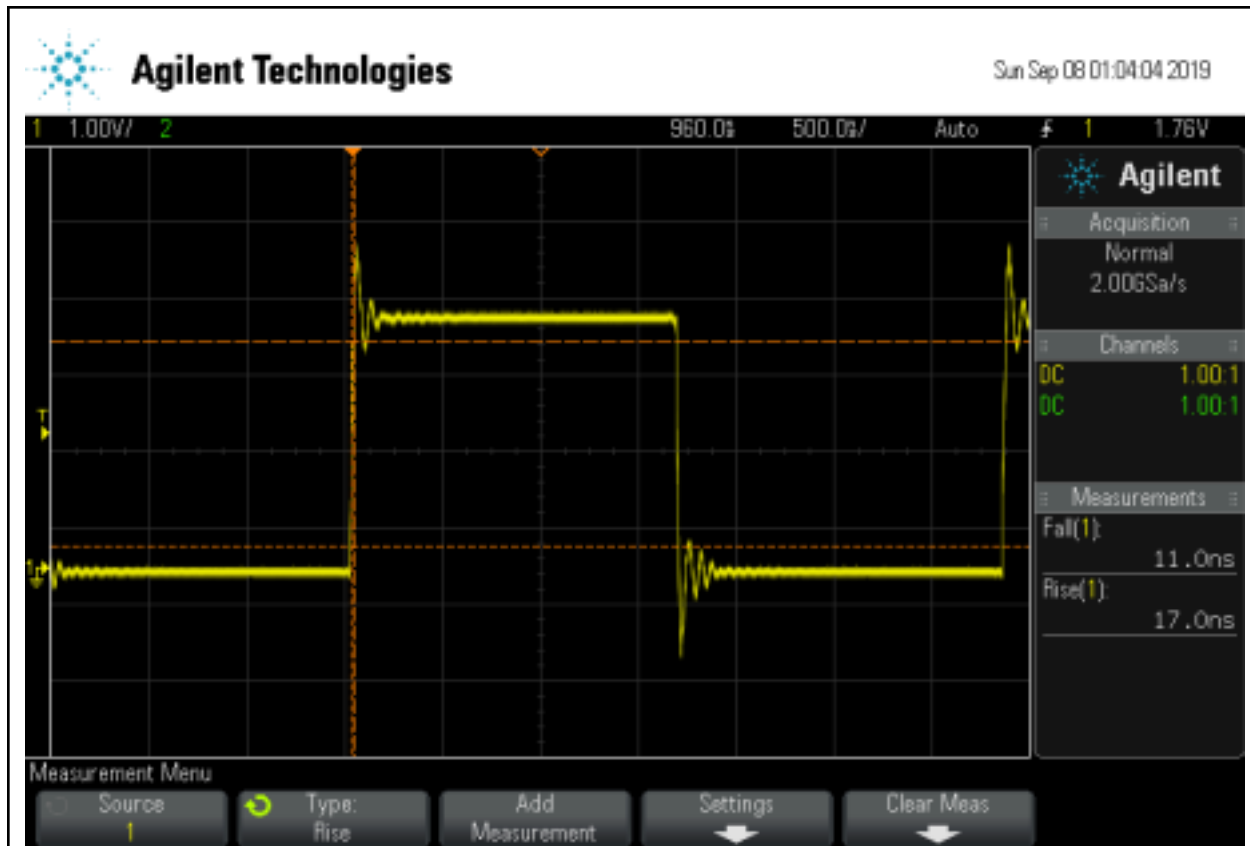 Agilent Technologies
Sun Sep 08 01:04:04 2019
1 1.00V/ 2 500.0 Auto 1 1.76V
Agilent
Acquisition
Normal
2.00GSa/s
Channels
DC 1.00:1
DC 1.00:1
T
1
Measurements
Fall(1):
11.0ns
Rise(1):
17.0ns
Measurement Menu
Source
1
Type:
Rise
Add
Measurement
Settings
Clear Meas